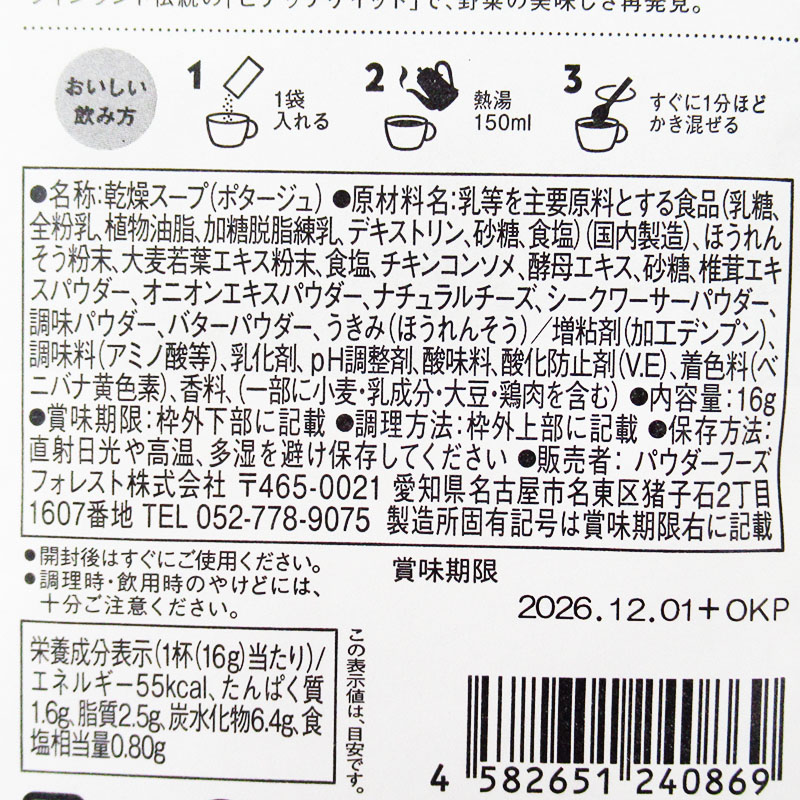 で、野菜の美味しさ再発見。
おいしい
飲み方
1
1袋
入れる
2
熱湯
150ml
3
すぐに1分ほど
かき混ぜる
●名称:乾燥スープ(ポタージュ) ●原材料名:乳等を主要原料とする食品(乳糖、
全粉乳、植物油脂、加糖脱脂練乳、デキストリン、砂糖、食塩)(国内製造)、ほうれん
そう粉末、大麦若葉エキス粉末、食塩、チキンコンソメ、酵母エキス、砂糖、椎茸エキ
スパウダー、オニオンエキスパウダー、ナチュラルチーズ、シークワーサーパウダー、
調味パウダー、バターパウダー、うきみ(ほうれんそう)/増粘剤(加工デンプン)、
調味料(アミノ酸等)、乳化剤、pH調整剤、酸味料、酸化防止剤(V.E)、着色料(ベ
ニバナ黄色素)、香料、(一部に小麦・乳成分・大豆・鶏肉を含む) ●内容量:16g
●賞味期限:枠外下部に記載 ●調理方法:枠外上部に記載 ●保存方法:
直射日光や高温、多湿を避け保存してください ●販売者: パウダーフーズ
フォレスト株式会社 〒465-0021 愛知県名古屋市名東区猪子石2丁目
1607番地 TEL 052-778-9075 製造所固有記号は賞味期限右に記載
●開封後はすぐにご使用ください。
●調理時・飲用時のやけどには、
十分ご注意ください。
賞味期限
2026.12.01+OKP
栄養成分表示(1杯(16g)当たり)/
エネルギー55kcal、たんぱく質
1.6g、脂質2.5g、炭水化物6.4g、食
塩相当量0.80g
この表示値は、目安です。
4 582651 240869